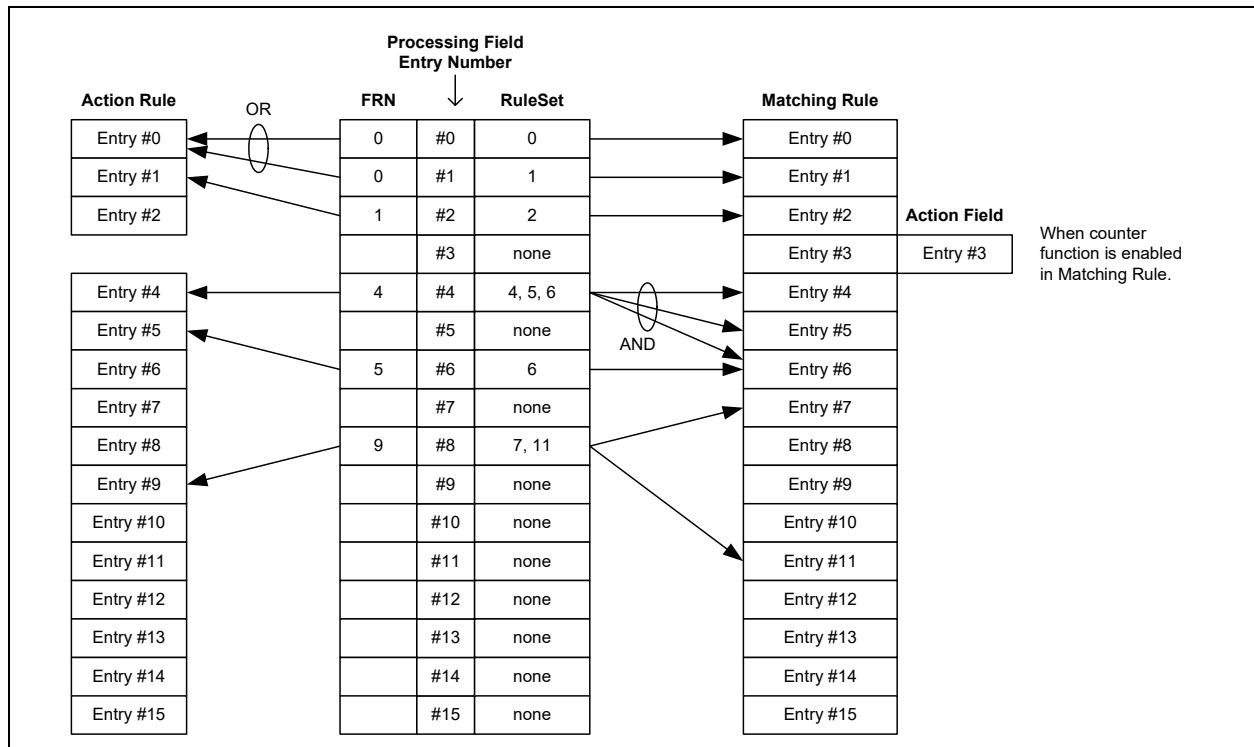 Processing Field
Entry Number
Action Rule
OR
FRN
RuleSet
Matching Rule
Entry #0 0 #0 0 Entry #0
Entry #1 0 #1 1 Entry #1
Entry #2 1 #2 2 Entry #2 Action Field
#3 none Entry #3 Entry #3
When counter
function is enabled
in Matching Rule.
Entry #4 4 #4 4, 5, 6 Entry #4
Entry #5 #5 none AND Entry #5
Entry #6 5 #6 6 Entry #6
Entry #7 #7 none Entry #7
Entry #8 9 #8 7, 11 Entry #8
Entry #9 #9 none Entry #9
Entry #10 #10 none Entry #10
Entry #11 #11 none Entry #11
Entry #12 #12 none Entry #12
Entry #13 #13 none Entry #13
Entry #14 #14 none Entry #14
Entry #15 #15 none Entry #15